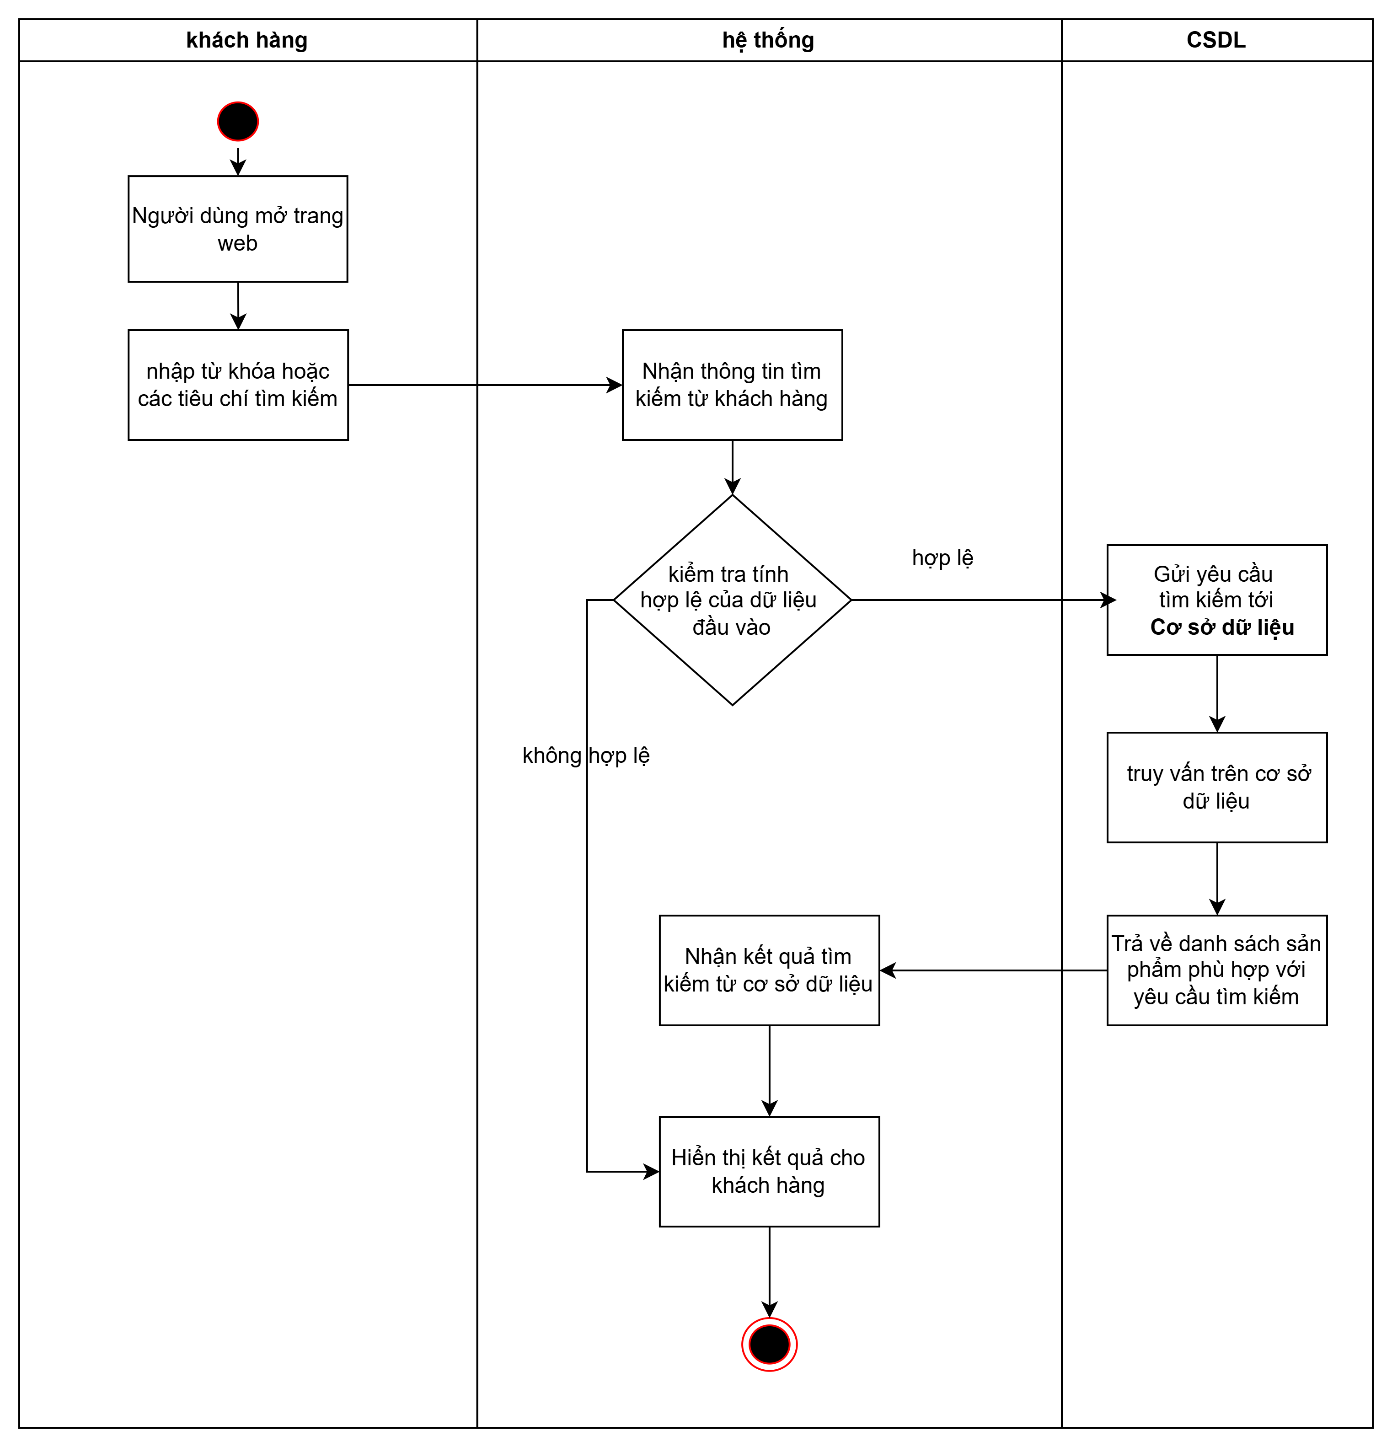 khách hàng
hệ thống
CSDL
Người dùng mở trang
web
nhập từ khóa hoặc
các tiêu chí tìm kiếm
Nhận thông tin tìm
kiếm từ khách hàng
kiểm tra tính
hợp lệ của dữ liệu
đầu vào
hợp lệ
Gửi yêu cầu
tìm kiếm tới
Cơ sở dữ liệu
không hợp lệ
truy vấn trên cơ sở
dữ liệu
Trả về danh sách sản
phẩm phù hợp với
yêu cầu tìm kiếm
Nhận kết quả tìm
kiếm từ cơ sở dữ liệu
Hiển thị kết quả cho
khách hàng